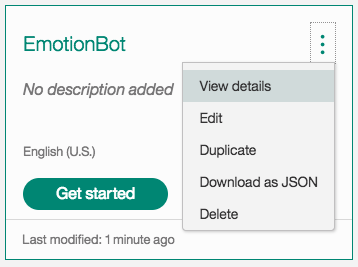 EmotionBot
No description added
English (U.S.)
Get started
Last modified: 1 minute ago
View details
Edit
Duplicate
Download as JSON
Delete